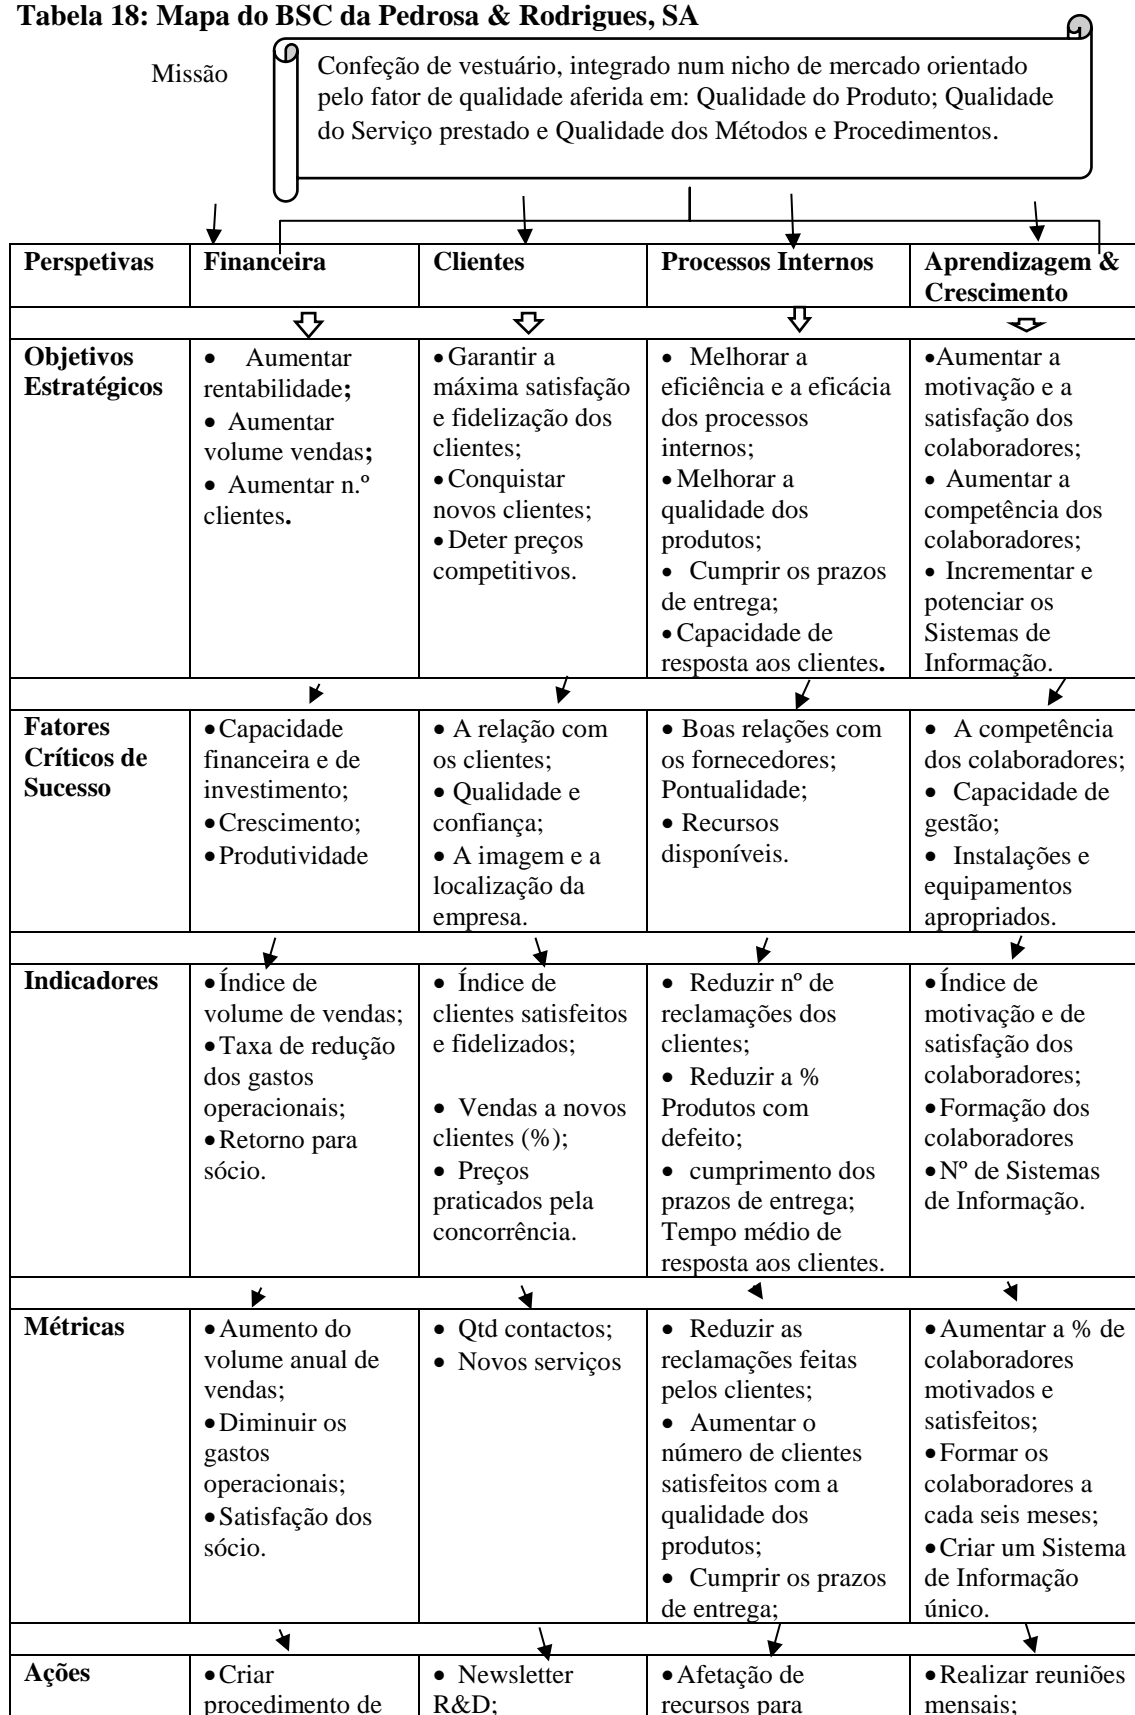 Tabela 18: Mapa do BSC da Pedrosa & Rodrigues, SA
Missão
Confeção de vestuário, integrado num nicho de mercado orientado
pelo fator de qualidade aferida em: Qualidade do Produto; Qualidade
do Serviço prestado e Qualidade dos Métodos e Procedimentos.
Perspetivas
Financeira
Clientes
Processos Internos
Aprendizagem &
Crescimento
Objetivos
Estratégicos
• Aumentar
rentabilidade;
• Aumentar
volume vendas;
• Aumentar n.º
clientes.
• Garantir a
máxima satisfação
e fidelização dos
clientes;
• Conquistar
novos clientes;
• Deter preços
competitivos.
• Melhorar a
eficiência e a eficácia
dos processos
internos;
• Melhorar a
qualidade dos
produtos;
• Cumprir os prazos
de entrega;
• Capacidade de
resposta aos clientes.
• Aumentar a
motivação e a
satisfação dos
colaboradores;
• Aumentar a
competência dos
colaboradores;
• Incrementar e
potenciar os
Sistemas de
Informação.
Fatores
Críticos de
Sucesso
• Capacidade
financeira e de
investimento;
• Crescimento;
• Produtividade
• A relação com
os clientes;
• Qualidade e
confiança;
• A imagem e a
localização da
empresa.
• Boas relações com
os fornecedores;
Pontualidade;
• Recursos
disponíveis.
• A competência
dos colaboradores;
• Capacidade de
gestão;
• Instalações e
equipamentos
apropriados.
Indicadores
• Índice de
volume de vendas;
• Taxa de redução
dos gastos
operacionais;
• Retorno para
sócio.
• Índice de
clientes satisfeitos
e fidelizados;
• Vendas a novos
clientes (%);
• Preços
praticados pela
concorrência.
• Reduzir nº de
reclamações dos
clientes;
• Reduzir a %
Produtos com
defeito;
• cumprimento dos
prazos de entrega;
Tempo médio de
resposta aos clientes.
• Índice de
motivação e de
satisfação dos
colaboradores;
• Formação dos
colaboradores
• Nº de Sistemas
de Informação.
Métricas
• Aumento do
volume anual de
vendas;
• Diminuir os
gastos
operacionais;
• Satisfação dos
sócio.
• Qtd contactos;
• Novos serviços
• Reduzir as
reclamações feitas
pelos clientes;
• Aumentar o
número de clientes
satisfeitos com a
qualidade dos
produtos;
• Cumprir os prazos
de entrega;
• Aumentar a % de
colaboradores
motivados e
satisfeitos;
• Formar os
colaboradores a
cada seis meses;
• Criar um Sistema
de Informação
único.
Ações
• Criar
procedimento de
• Newsletter
R&D;
• Afetação de
recursos para
• Realizar reuniões
mensais;